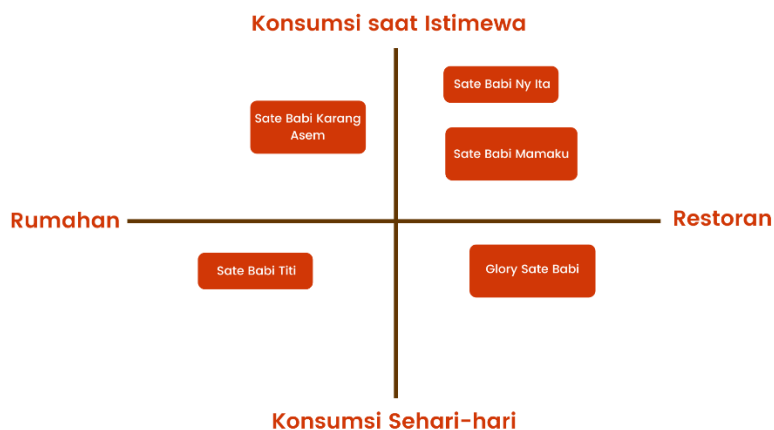 Konsumsi saat Istimewa
Sate Babi Ny Ita
Sate Babi Karang
Asem
Sate Babi Mamaku
Rumahan
Restoran
Sate Babi Titi
Glory Sate Babi
Konsumsi Sehari-hari